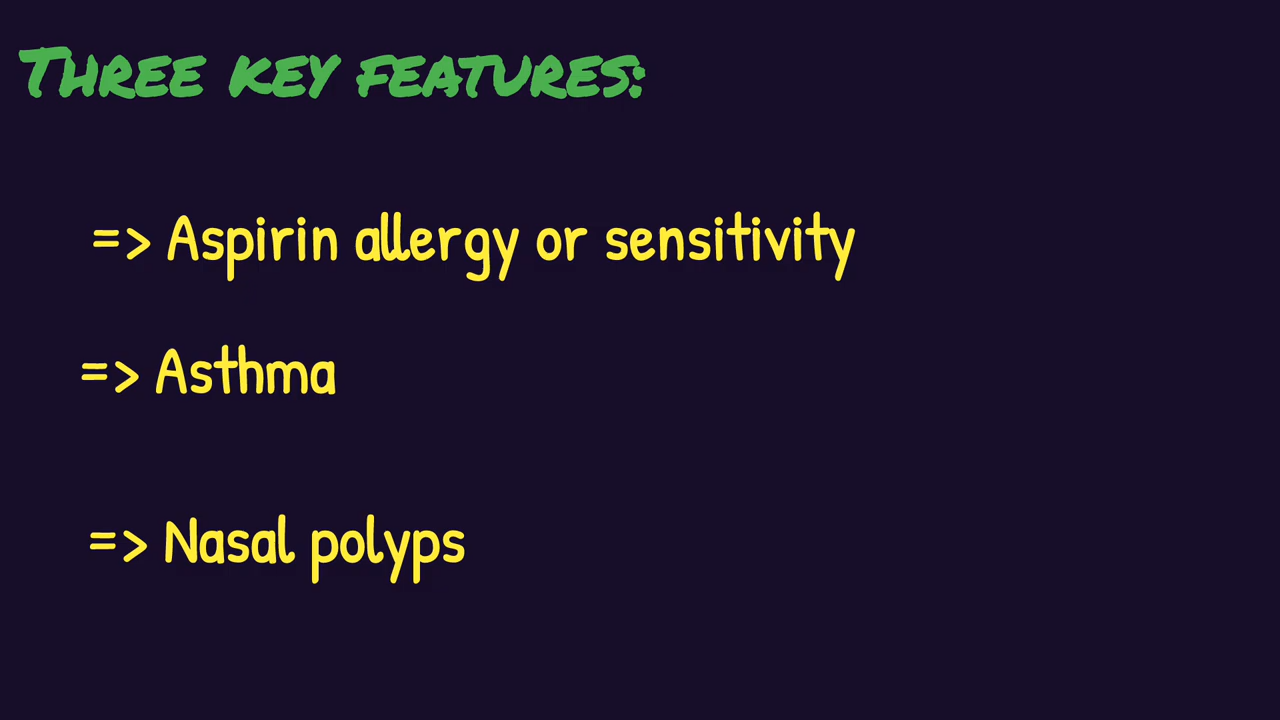 Three key features:
=> Aspirin allergy or sensitivity
=> Asthma
=> Nasal polyps